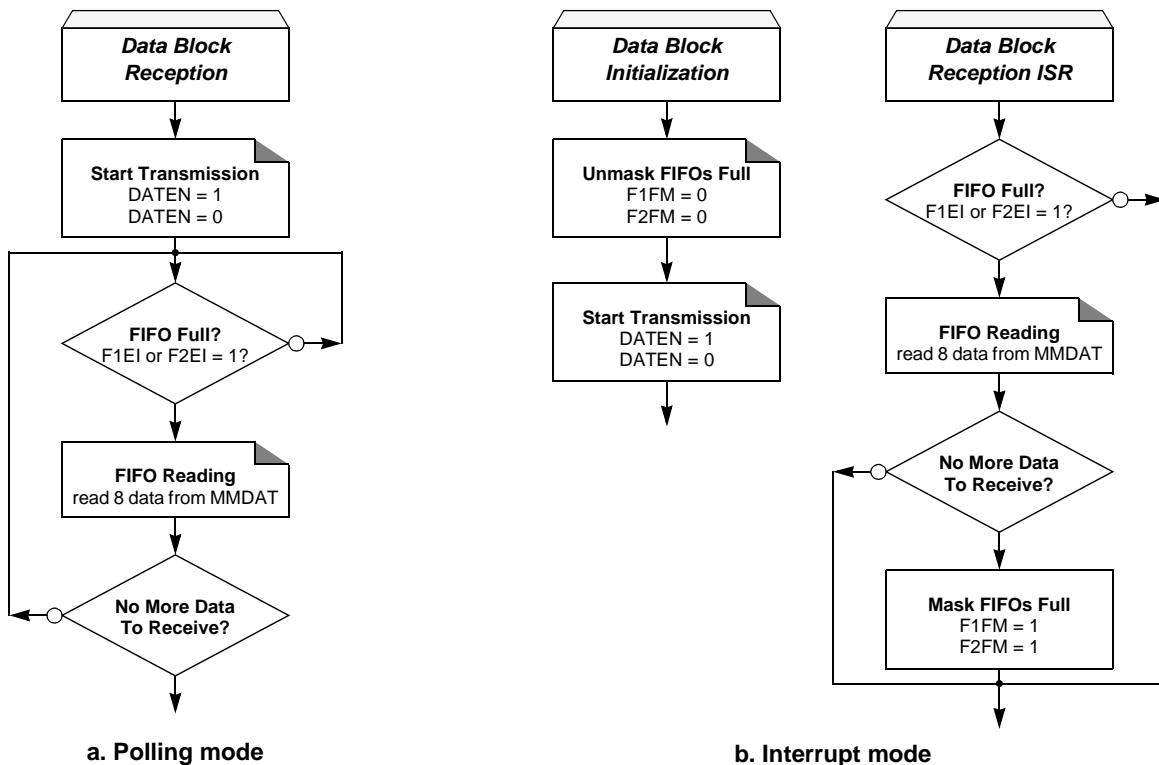 Data Block
Reception
Start Transmission
DATEN = 1
DATEN = 0
FIFO Full?
F1EI or F2EI = 1?
FIFO Reading
read 8 data from MMDAT
No More Data
To Receive?
a. Polling mode
Data Block
Initialization
Unmask FIFOs Full
F1FM = 0
F2FM = 0
Start Transmission
DATEN = 1
DATEN = 0
Data Block
Reception ISR
FIFO Full?
F1EI or F2EI = 1?
FIFO Reading
read 8 data from MMDAT
No More Data
To Receive?
Mask FIFOs Full
F1FM = 1
F2FM = 1
b. Interrupt mode